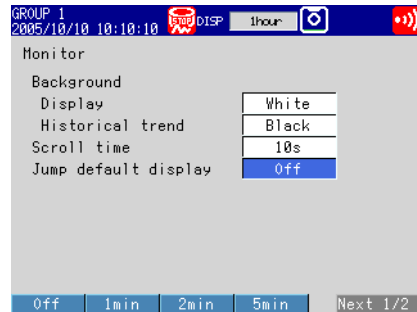 GROUP 1
2005/10/10 10:10:10 STOP DISP 1hour
Monitor
Background
Display White
Historical trend Black
Scroll time 10s
Jump default display Off
Off 1min 2min 5min Next 1/2